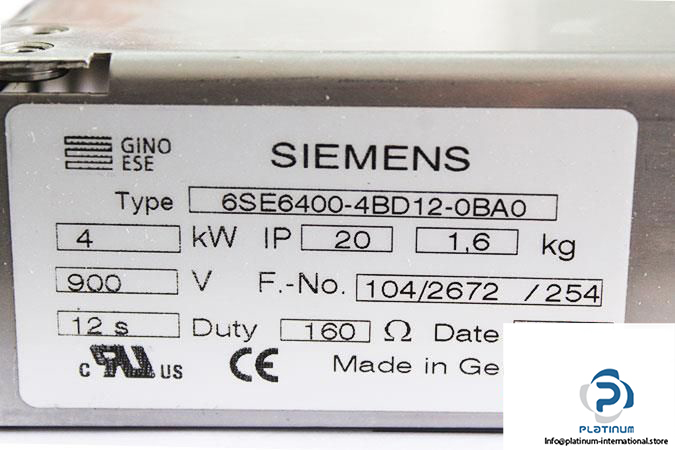 GINO
ESE
SIEMENS
Type 6SE6400-4BD12-0BA0
4 kW IP 20 1,6 kg
900 V F.-No. 104/2672 /254
12 s Duty 160 Ω Date
c US CE Made in Ge
PLATINUM
Info@platinum-international.store